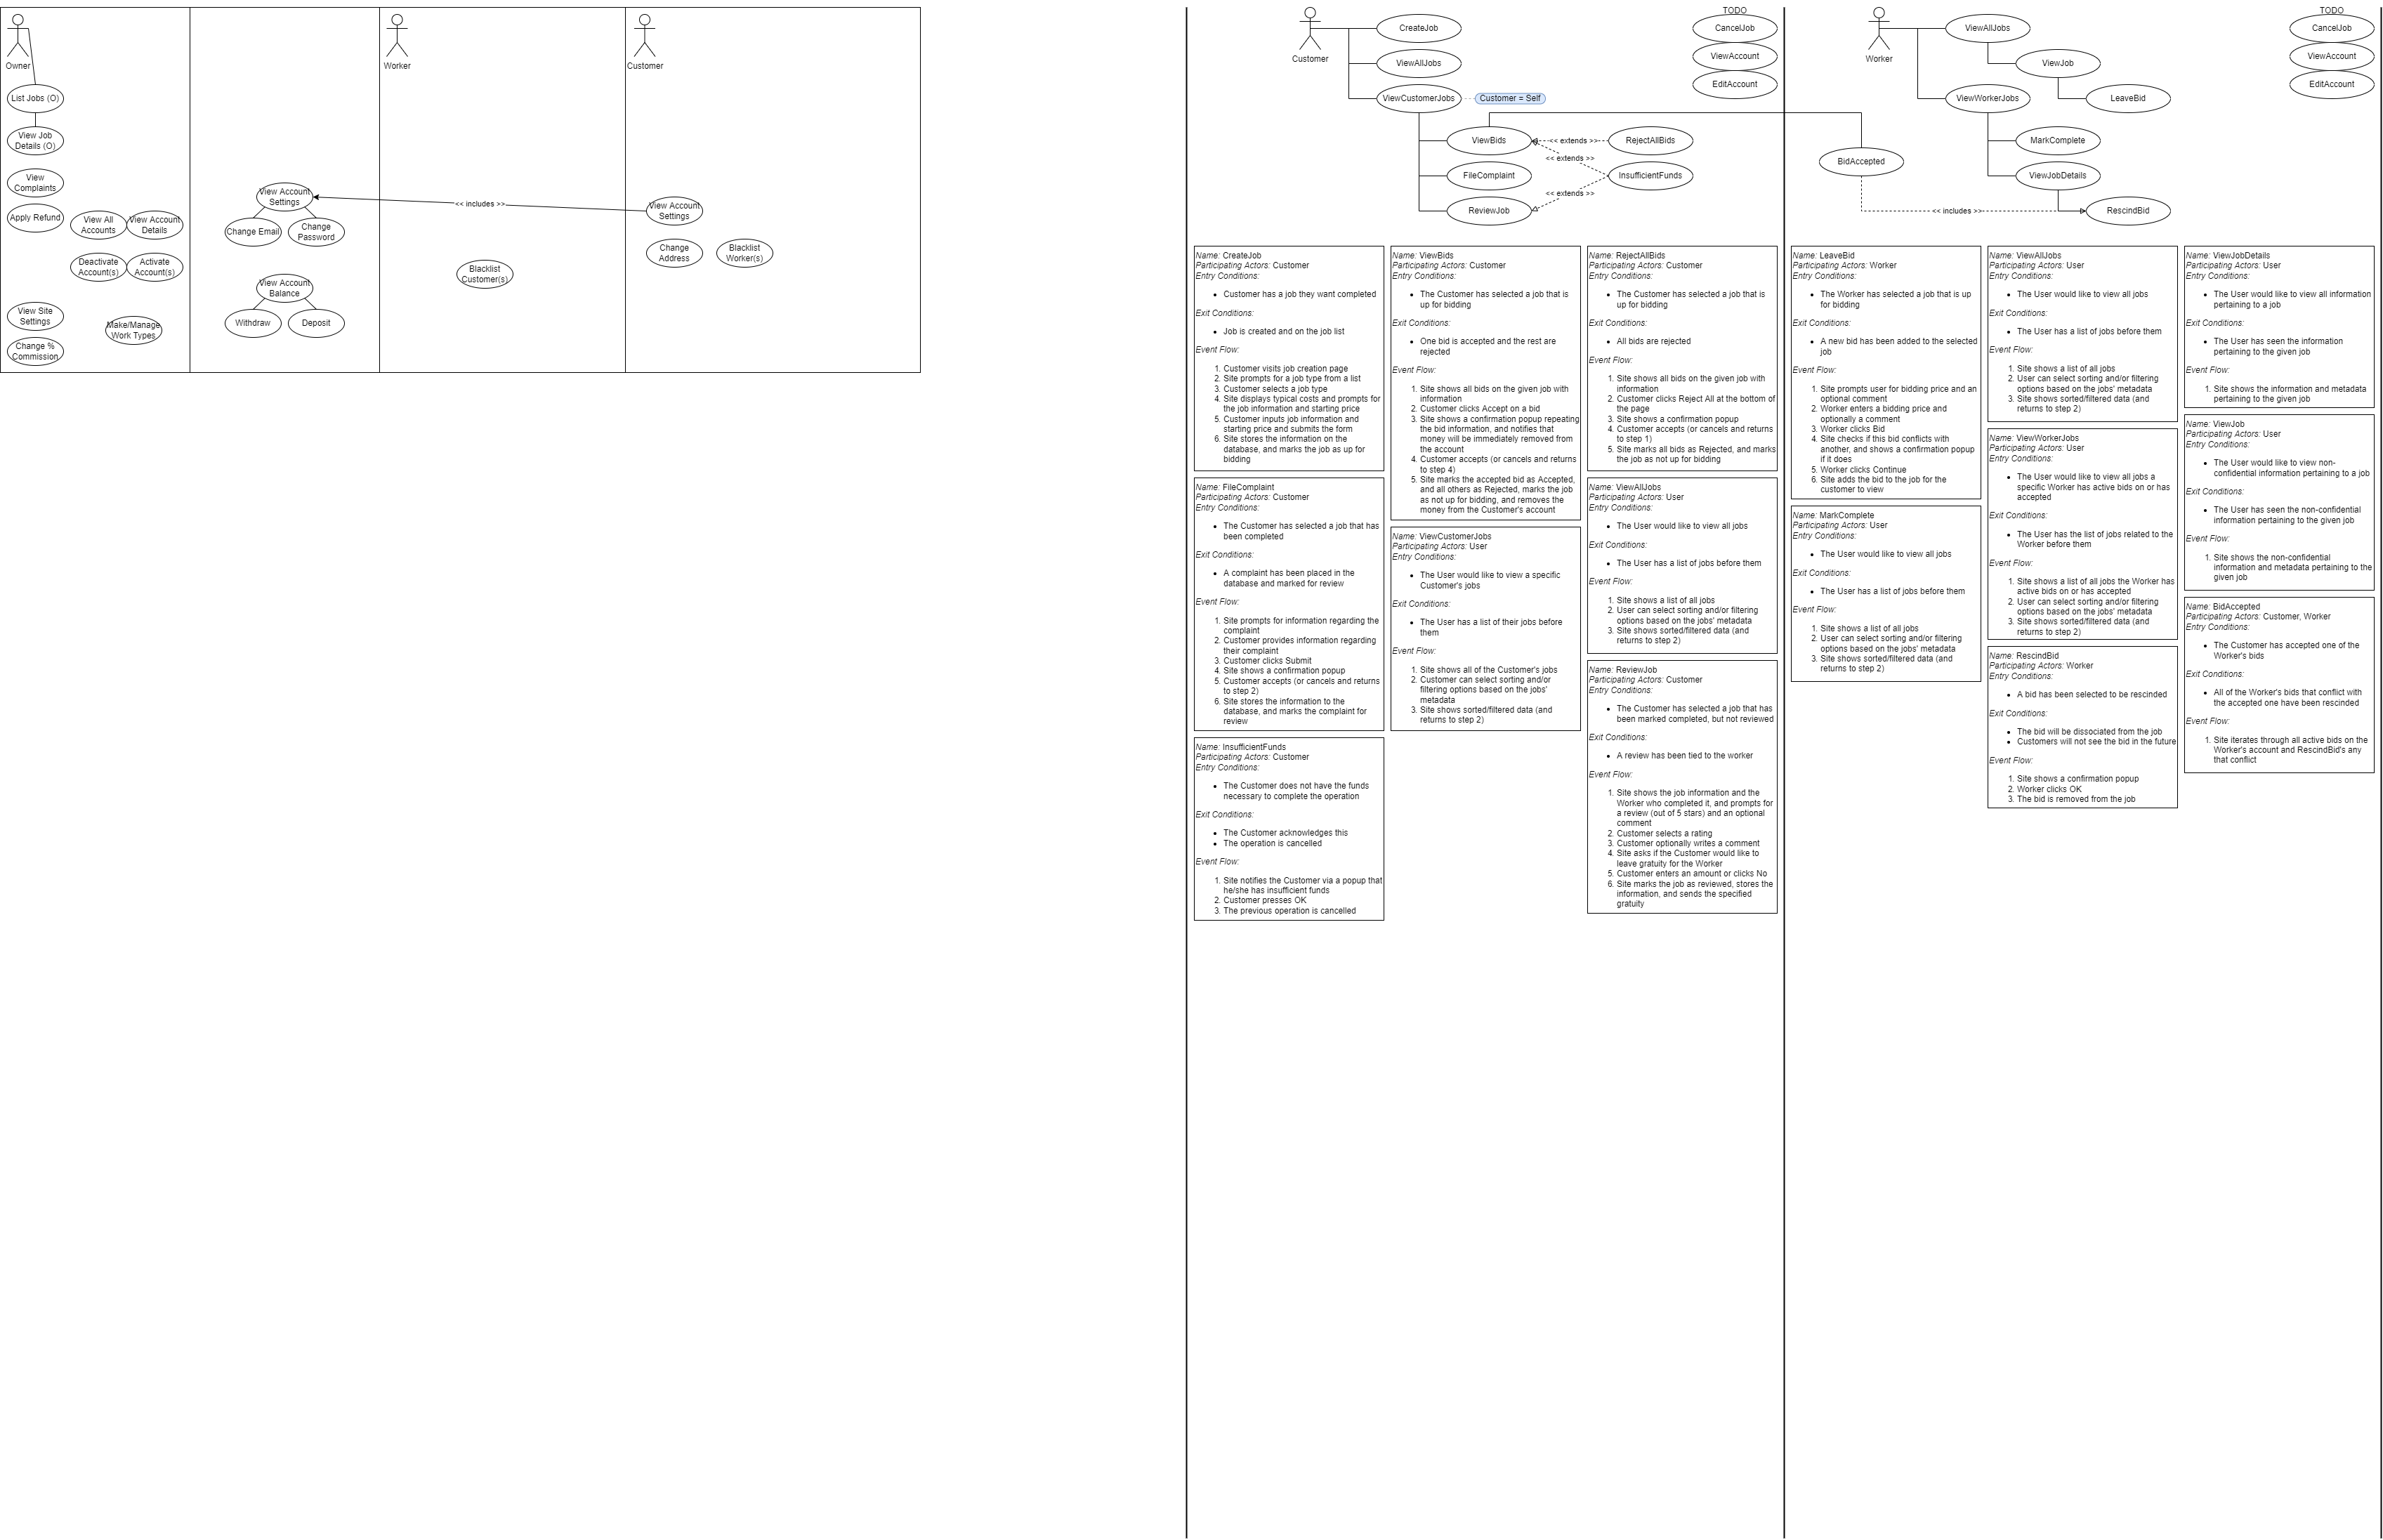 Owner
List Jobs (O)
View Job
Details (O)
View
Complaints
Apply Refund
View All
Accounts
View Account
Details
Deactivate
Account(s)
Activate
Account(s)
View Site
Settings
Make/Manage
Work Types
Change %
Commission
View Account
Settings
Change Email
Change
Password
View Account
Balance
Withdraw
Deposit
Worker
<< includes >>
Blacklist
Customer(s)
Customer
View Account
Settings
Change
Address
Blacklist
Worker(s)
Customer
CreateJob
ViewAllJobs
ViewCustomerJobs
Customer = Self
ViewBids
<< extends >>
RejectAllBids
<< extends >>
FileComplaint
InsufficientFunds
<< extends >>
ReviewJob
TODO
CancelJob
ViewAccount
EditAccount
Worker
ViewAllJobs
ViewJob
ViewWorkerJobs
LeaveBid
MarkComplete
BidAccepted
ViewJobDetails
<< includes >>
RescindBid
TODO
CancelJob
ViewAccount
EditAccount
Name: CreateJob
Participating Actors: Customer
Entry Conditions:
• Customer has a job they want completed
Exit Conditions:
• Job is created and on the job list
Event Flow:
1. Customer visits job creation page
2. Site prompts for a job type from a list
3. Customer selects a job type
4. Site displays typical costs and prompts for
the job information and starting price
5. Customer inputs job information and
starting price and submits the form
6. Site stores the information on the
database, and marks the job as up for
bidding
Name: FileComplaint
Participating Actors: Customer
Entry Conditions:
• The Customer has selected a job that has
been completed
Exit Conditions:
• A complaint has been placed in the
database and marked for review
Event Flow:
1. Site prompts for information regarding the
complaint
2. Customer provides information regarding
their complaint
3. Customer clicks Submit
4. Site shows a confirmation popup
5. Customer accepts (or cancels and returns
to step 2)
6. Site stores the information to the
database, and marks the complaint for
review
Name: InsufficientFunds
Participating Actors: Customer
Entry Conditions:
• The Customer does not have the funds
necessary to complete the operation
Exit Conditions:
• The Customer acknowledges this
• The operation is cancelled
Event Flow:
1. Site notifies the Customer via a popup that
he/she has insufficient funds
2. Customer presses OK
3. The previous operation is cancelled
Name: ViewBids
Participating Actors: Customer
Entry Conditions:
• The Customer has selected a job that is
up for bidding
Exit Conditions:
• One bid is accepted and the rest are
rejected
Event Flow:
1. Site shows all bids on the given job with
information
2. Customer clicks Accept on a bid
3. Site shows a confirmation popup repeating
the bid information, and notifies that
money will be immediately removed from
the account
4. Customer accepts (or cancels and returns
to step 4)
5. Site marks the accepted bid as Accepted,
and all others as Rejected, marks the job
as not up for bidding, and removes the
money from the Customer's account
Name: ViewCustomerJobs
Participating Actors: User
Entry Conditions:
• The User would like to view a specific
Customer's jobs
Exit Conditions:
• The User has a list of their jobs before
them
Event Flow:
1. Site shows all of the Customer's jobs
2. Customer can select sorting and/or
filtering options based on the jobs'
metadata
3. Site shows sorted/filtered data (and
returns to step 2)
Name: RejectAllBids
Participating Actors: Customer
Entry Conditions:
• The Customer has selected a job that is
up for bidding
Exit Conditions:
• All bids are rejected
Event Flow:
1. Site shows all bids on the given job with
information
2. Customer clicks Reject All at the bottom of
the page
3. Site shows a confirmation popup
4. Customer accepts (or cancels and returns
to step 1)
5. Site marks all bids as Rejected, and marks
the job as not up for bidding
Name: ViewAllJobs
Participating Actors: User
Entry Conditions:
• The User would like to view all jobs
Exit Conditions:
• The User has a list of jobs before them
Event Flow:
1. Site shows a list of all jobs
2. User can select sorting and/or filtering
options based on the jobs' metadata
3. Site shows sorted/filtered data (and
returns to step 2)
Name: ReviewJob
Participating Actors: Customer
Entry Conditions:
• The Customer has selected a job that has
been marked completed, but not reviewed
Exit Conditions:
• A review has been tied to the worker
Event Flow:
1. Site shows the job information and the
Worker who completed it, and prompts for
a review (out of 5 stars) and an optional
comment
2. Customer selects a rating
3. Customer optionally writes a comment
4. Site asks if the Customer would like to
leave gratuity for the Worker
5. Customer enters an amount or clicks No
6. Site marks the job as reviewed, stores the
information, and sends the specified
gratuity
Name: LeaveBid
Participating Actors: Worker
Entry Conditions:
• The Worker has selected a job that is up
for bidding
Exit Conditions:
• A new bid has been added to the selected
job
Event Flow:
1. Site prompts user for bidding price and an
optional comment
2. Worker enters a bidding price and
optionally a comment
3. Worker clicks Bid
4. Site checks if this bid conflicts with
another, and shows a confirmation popup
if it does
5. Worker clicks Continue
6. Site adds the bid to the job for the
customer to view
Name: MarkComplete
Participating Actors: User
Entry Conditions:
• The User would like to view all jobs
Exit Conditions:
• The User has a list of jobs before them
Event Flow:
1. Site shows a list of all jobs
2. User can select sorting and/or filtering
options based on the jobs' metadata
3. Site shows sorted/filtered data (and
returns to step 2)
Name: ViewAllJobs
Participating Actors: User
Entry Conditions:
• The User would like to view all jobs
Exit Conditions:
• The User has a list of jobs before them
Event Flow:
1. Site shows a list of all jobs
2. User can select sorting and/or filtering
options based on the jobs' metadata
3. Site shows sorted/filtered data (and
returns to step 2)
Name: ViewWorkerJobs
Participating Actors: User
Entry Conditions:
• The User would like to view all jobs a
specific Worker has active bids on or has
accepted
Exit Conditions:
• The User has the list of jobs related to the
Worker before them
Event Flow:
1. Site shows a list of all jobs the Worker has
active bids on or has accepted
2. User can select sorting and/or filtering
options based on the jobs' metadata
3. Site shows sorted/filtered data (and
returns to step 2)
Name: RescindBid
Participating Actors: Worker
Entry Conditions:
• A bid has been selected to be rescinded
Exit Conditions:
• The bid will be dissociated from the job
• Customers will not see the bid in the future
Event Flow:
1. Site shows a confirmation popup
2. Worker clicks OK
3. The bid is removed from the job
Name: ViewJobDetails
Participating Actors: User
Entry Conditions:
• The User would like to view all information
pertaining to a job
Exit Conditions:
• The User has seen the information
pertaining to the given job
Event Flow:
1. Site shows the information and metadata
pertaining to the given job
Name: ViewJob
Participating Actors: User
Entry Conditions:
• The User would like to view non-
confidential information pertaining to a job
Exit Conditions:
• The User has seen the non-confidential
information pertaining to the given job
Event Flow:
1. Site shows the non-confidential
information and metadata pertaining to the
given job
Name: BidAccepted
Participating Actors: Customer, Worker
Entry Conditions:
• The Customer has accepted one of the
Worker's bids
Exit Conditions:
• All of the Worker's bids that conflict with
the accepted one have been rescinded
Event Flow:
1. Site iterates through all active bids on the
Worker's account and RescindBid's any
that conflict